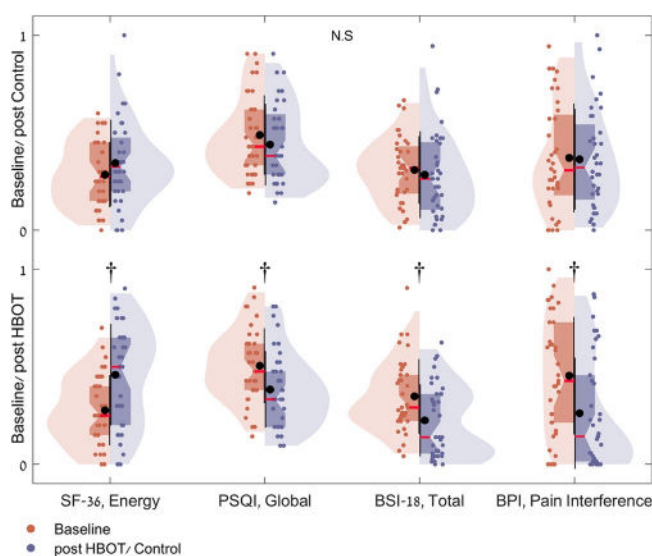 1
N.S
Baseline/ post Control
0
† † † †
1
Baseline/ post HBOT
0
SF-36, Energy PSQI, Global BSI-18, Total BPI, Pain Interference
Baseline
post HBOT/ Control